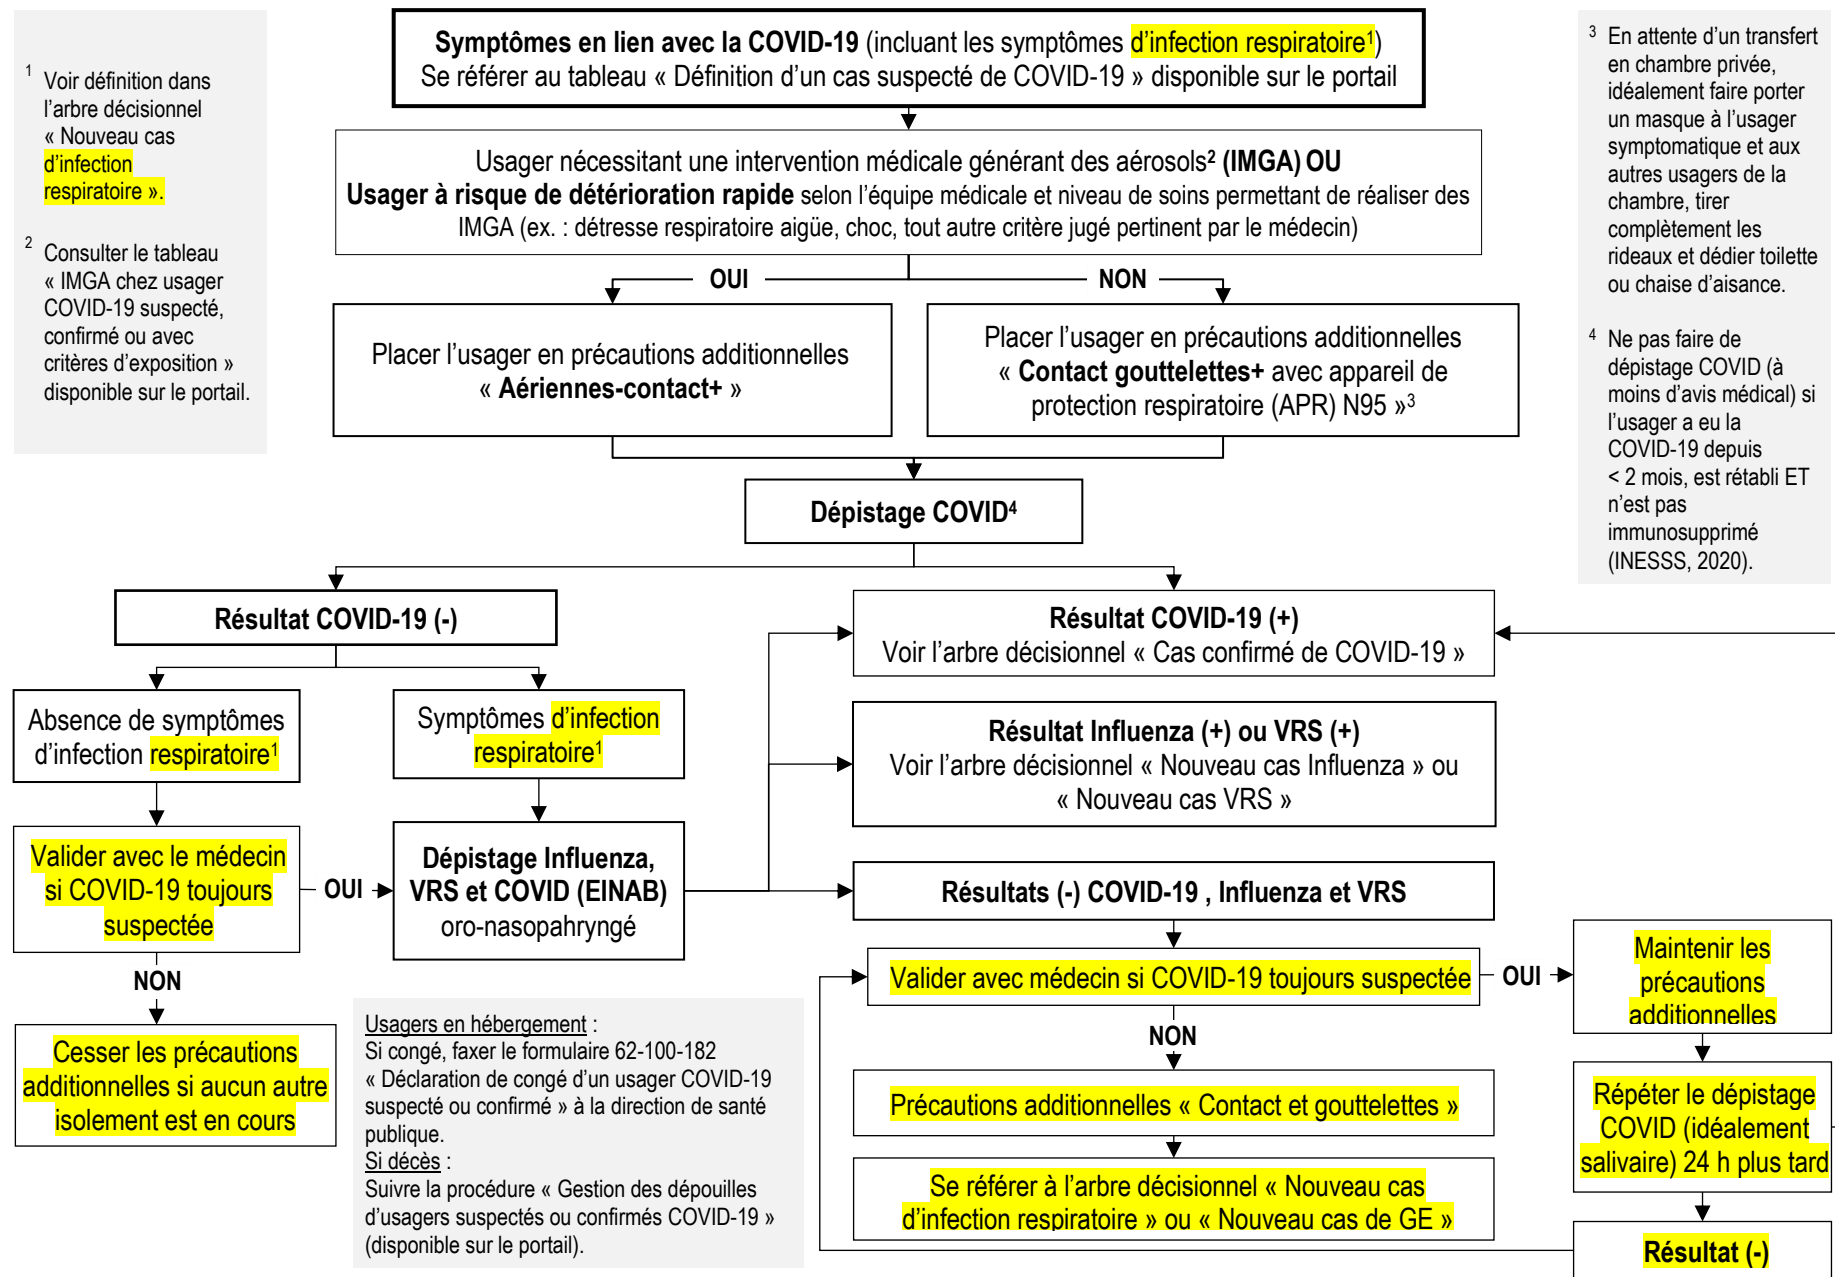 Symptômes en lien avec la COVID-19 (incluant les symptômes d’infection respiratoire¹)
Se référer au tableau « Définition d’un cas suspecté de COVID-19 » disponible sur le portail
¹ Voir définition dans
l’arbre décisionnel
« Nouveau cas
d’infection
respiratoire ».
² Consulter le tableau
« IMGA chez usager
COVID-19 suspecté,
confirmé ou avec
critères d’exposition »
disponible sur le portail.
³ En attente d’un transfert
en chambre privée,
idéalement faire porter
un masque à l’usager
symptomatique et aux
autres usagers de la
chambre, tirer
complètement les
rideaux et dédier toilette
ou chaise d’aisance.
⁴ Ne pas faire de
dépistage COVID (à
moins d’avis médical) si
l’usager a eu la
COVID-19 depuis
< 2 mois, est rétabli ET
n’est pas
immunosupprimé
(INESSS, 2020).
Usager nécessitant une intervention médicale générant des aérosols² (IMGA) OU
Usager à risque de détérioration rapide selon l’équipe médicale et niveau de soins permettant de réaliser des
IMGA (ex. : détresse respiratoire aigüe, choc, tout autre critère jugé pertinent par le médecin)
OUI
NON
Placer l’usager en précautions additionnelles
« Aériennes-contact+ »
Placer l’usager en précautions additionnelles
« Contact gouttelettes+ avec appareil de
protection respiratoire (APR) N95 »³
Dépistage COVID⁴
Résultat COVID-19 (-)
Résultat COVID-19 (+)
Voir l’arbre décisionnel « Cas confirmé de COVID-19 »
Absence de symptômes
d’infection respiratoire¹
Symptômes d’infection
respiratoire¹
Résultat Influenza (+) ou VRS (+)
Voir l’arbre décisionnel « Nouveau cas Influenza » ou
« Nouveau cas VRS »
Valider avec le médecin
si COVID-19 toujours
suspectée
OUI
Dépistage Influenza,
VRS et COVID (EINAB)
oro-nasopahryngé
Résultats (-) COVID-19 , Influenza et VRS
NON
Valider avec médecin si COVID-19 toujours suspectée
OUI
Maintenir les
précautions
additionnelles
Cesser les précautions
additionnelles si aucun autre
isolement est en cours
Usagers en hébergement :
Si congé, faxer le formulaire 62-100-182
« Déclaration de congé d’un usager COVID-19
suspecté ou confirmé » à la direction de santé
publique.
Si décès :
Suivre la procédure « Gestion des dépouilles
d’usagers suspectés ou confirmés COVID-19 »
(disponible sur le portail).
NON
Précautions additionnelles « Contact et gouttelettes »
Répéter le dépistage
COVID (idéalement
salivaire) 24 h plus tard
Se référer à l’arbre décisionnel « Nouveau cas
d’infection respiratoire » ou « Nouveau cas de GE »
Résultat (-)